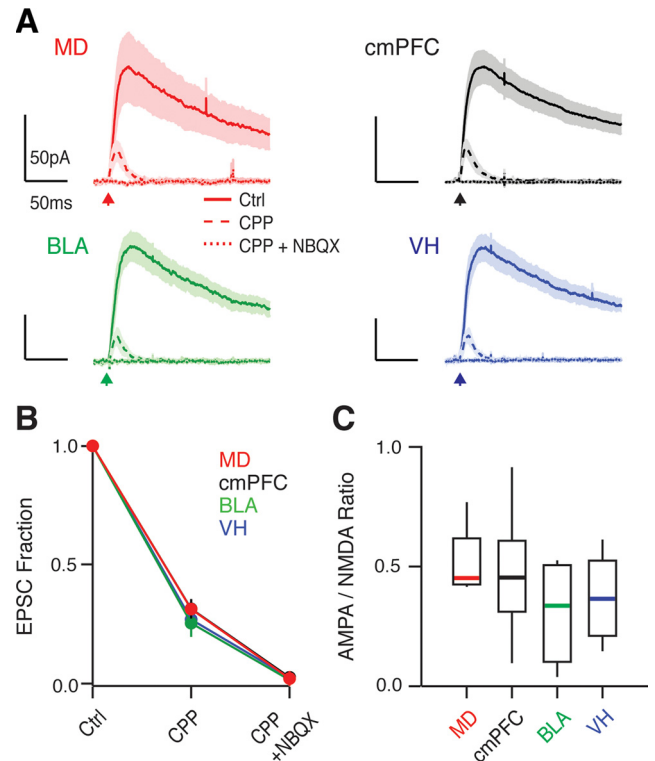 A
MD
cmPFC
50pA
50ms
Ctrl
CPP
CPP + NBQX
BLA
VH
B
1.0
0.5
0.0
EPSC Fraction
MD
cmPFC
BLA
VH
Ctrl
CPP
CPP
+NBQX
C
1.0
0.5
0.0
AMPA / NMDA Ratio
MD
cmPFC
BLA
VH